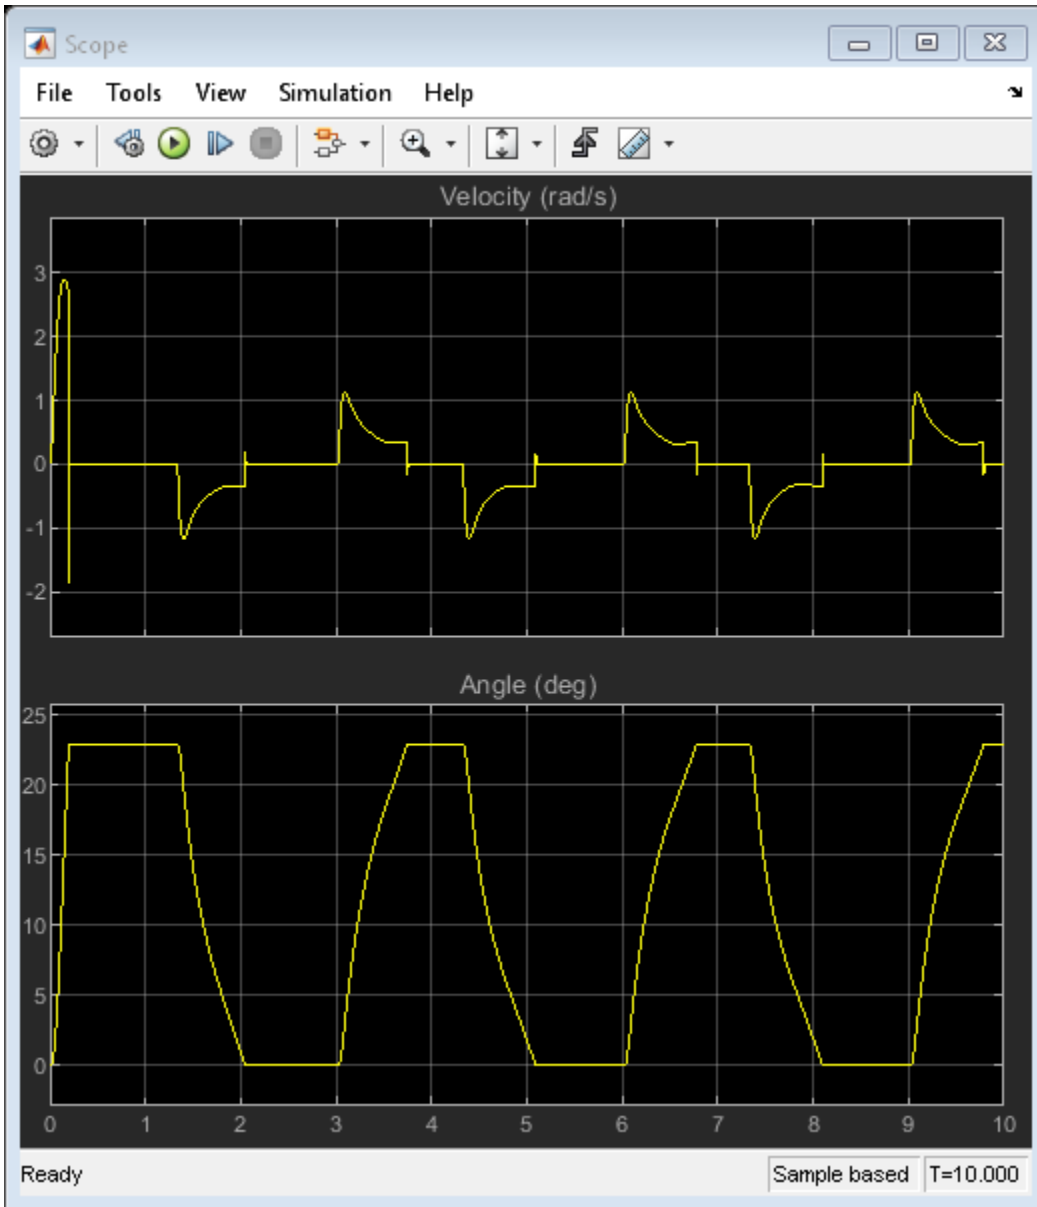 Scope
File Tools View Simulation Help
Velocity (rad/s)
3
2
1
0
-1
-2
Angle (deg)
25
20
15
10
5
0
0 1 2 3 4 5 6 7 8 9 10
Ready Sample based T=10.000